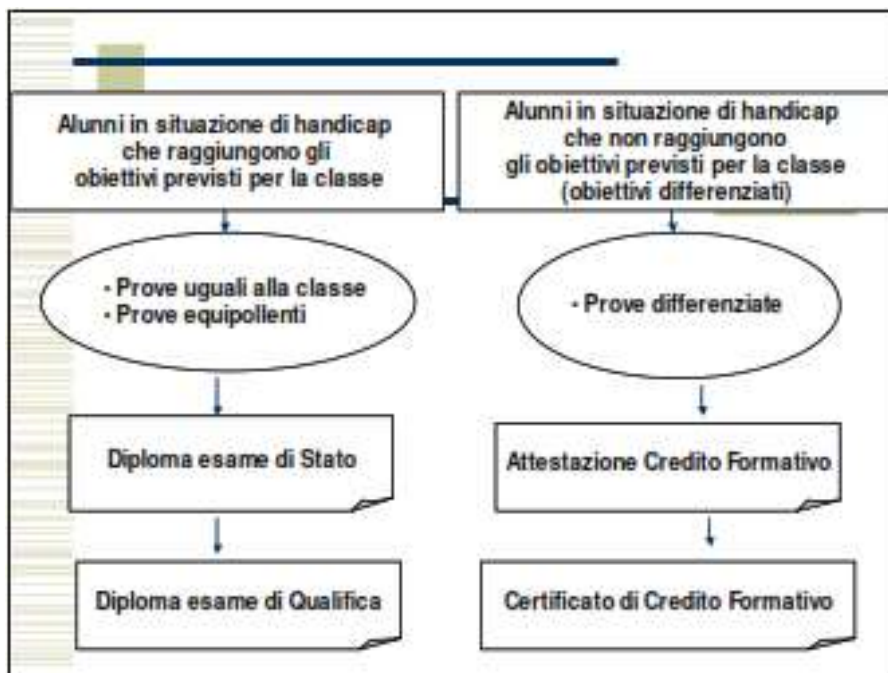 Alunni in situazione di handicap
che raggiungono gli
obiettivi previsti per la classe
Alunni in situazione di handicap
che non raggiungono
gli obiettivi previsti per la classe
(obiettivi differenziati)
- Prove uguali alla classe
- Prove equipollenti
- Prove differenziate
Diploma esame di Stato
Attestazione Credito Formativo
Diploma esame di Qualifica
Certificato di Credito Formativo